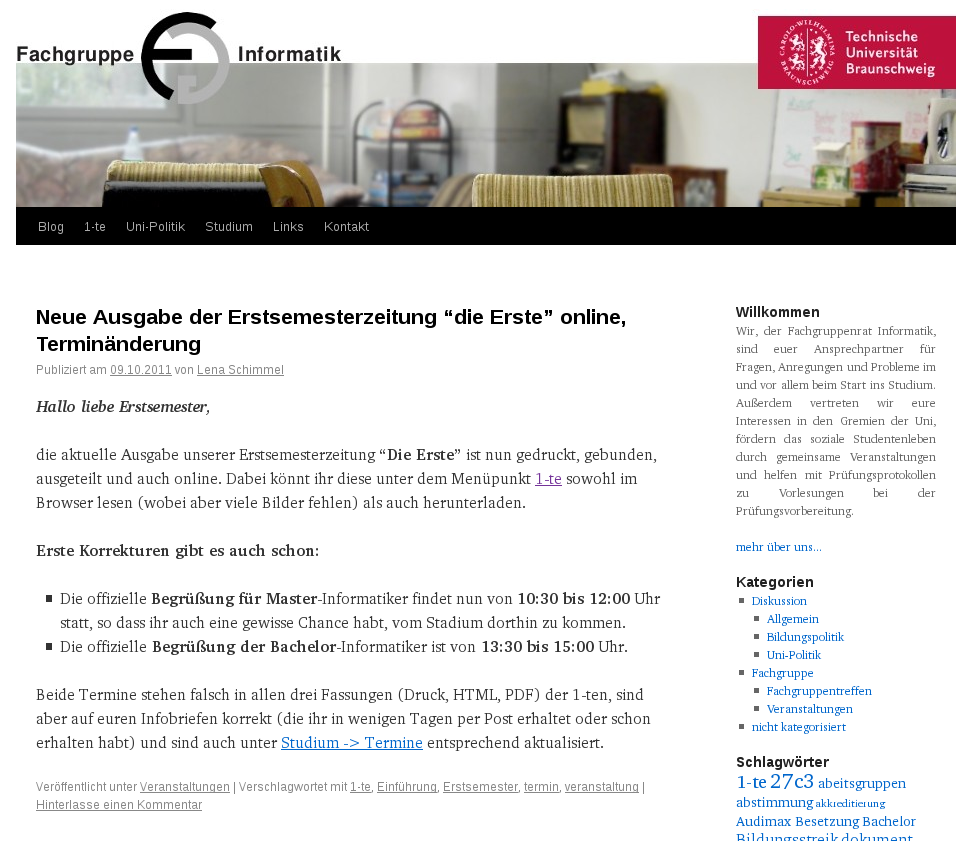 Fachgruppe Informatik
Technische
Universität
Braunschweig
CAROLO-WILHELMINA
BRAUNSCHWEIG
Blog 1-te Uni-Politik Studium Links Kontakt
Neue Ausgabe der Erstsemesterzeitung “die Erste” online,
Terminänderung
Publiziert am 09.10.2011 von Lena Schimmel
Hallo liebe Erstsemester,
die aktuelle Ausgabe unserer Erstsemesterzeitung “Die Erste” ist nun gedruckt, gebunden,
ausgeteilt und auch online. Dabei könnt ihr diese unter dem Menüpunkt 1-te sowohl im
Browser lesen (wobei aber viele Bilder fehlen) als auch herunterladen.
Erste Korrekturen gibt es auch schon:
Die offizielle Begrüßung für Master-Informatiker findet nun von 10:30 bis 12:00 Uhr
statt, so dass ihr auch eine gewisse Chance habt, vom Stadium dorthin zu kommen.
Die offizielle Begrüßung der Bachelor-Informatiker ist von 13:30 bis 15:00 Uhr.
Beide Termine stehen falsch in allen drei Fassungen (Druck, HTML, PDF) der 1-ten, sind
aber auf euren Infobriefen korrekt (die ihr in wenigen Tagen per Post erhaltet oder schon
erhalten habt) und sind auch unter Studium -> Termine entsprechend aktualisiert.
Veröffentlicht unter Veranstaltungen | Verschlagwortet mit 1-te, Einführung, Erstsemester, termin, veranstaltung |
Hinterlasse einen Kommentar
Willkommen
Wir, der Fachgruppenrat Informatik,
sind euer Ansprechpartner für
Fragen, Anregungen und Probleme im
und vor allem beim Start ins Studium.
Außerdem vertreten wir eure
Interessen in den Gremien der Uni,
fördern das soziale Studentenleben
durch gemeinsame Veranstaltungen
und helfen mit Prüfungsprotokollen
zu Vorlesungen bei der
Prüfungsvorbereitung.
mehr über uns...
Kategorien
Diskussion
Allgemein
Bildungspolitik
Uni-Politik
Fachgruppe
Fachgruppentreffen
Veranstaltungen
nicht kategorisiert
Schlagwörter
1-te 27c3 abeitsgruppen
abstimmung akkreditierung
Audimax Besetzung Bachelor
Bildungsstreik dokument